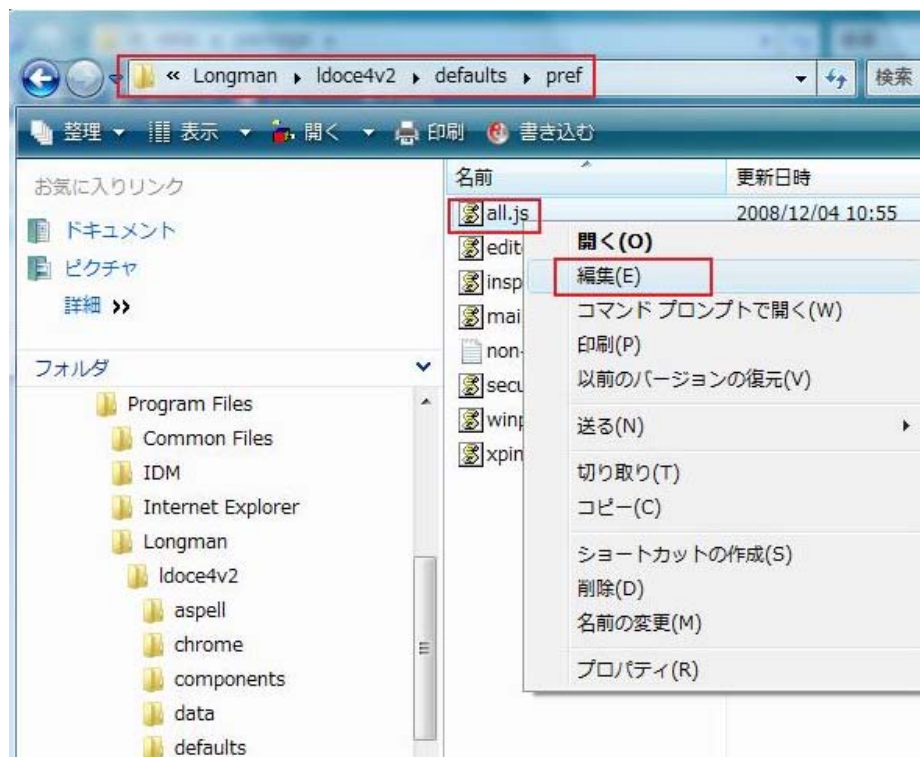 « Longman ▸ ldoce4v2 ▸ defaults ▸ pref
検索
整理 表示 開く 印刷 書き込む
お気に入りリンク
ドキュメント
ピクチャ
詳細 »
フォルダ
Program Files
Common Files
IDM
Internet Explorer
Longman
ldoce4v2
aspell
chrome
components
data
defaults
名前 更新日時
all.js 2008/12/04 10:55
edit
insp
mai
non-
secu
winp
xpin
開く(O)
編集(E)
コマンド プロンプトで開く(W)
印刷(P)
以前のバージョンの復元(V)
送る(N)
切り取り(T)
コピー(C)
ショートカットの作成(S)
削除(D)
名前の変更(M)
プロパティ(R)